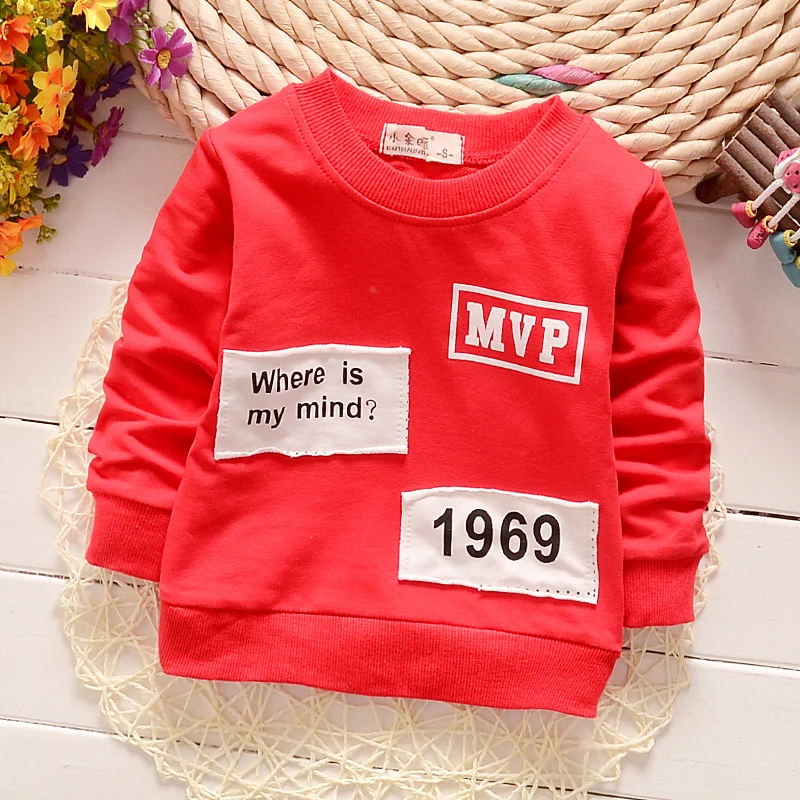 -S-
MVP
Where is
my mind?
1969